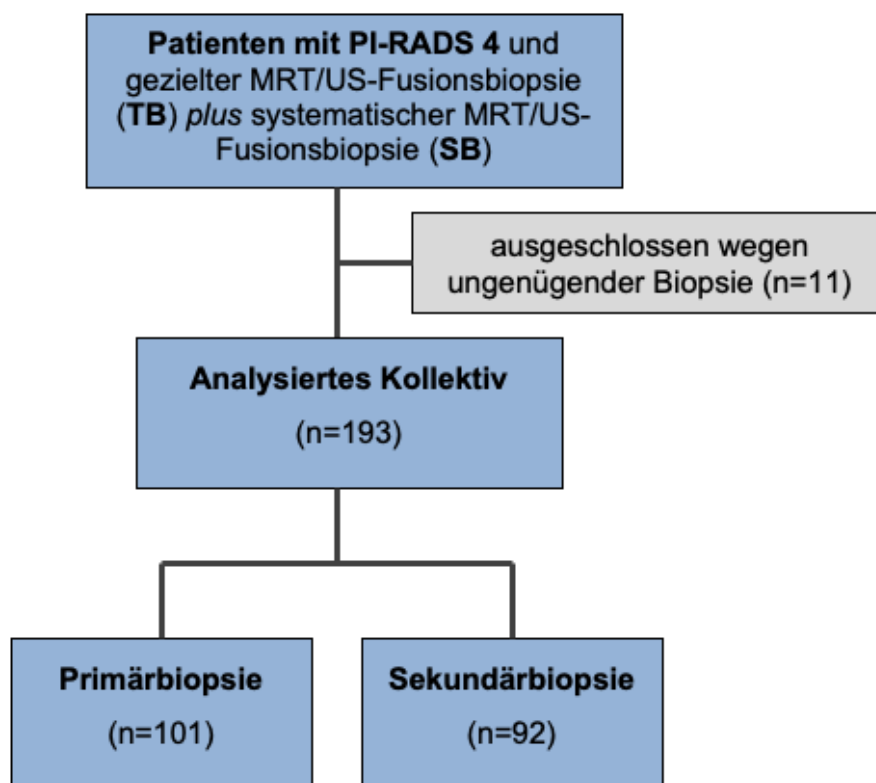 Patienten mit PI-RADS 4 und
gezielter MRT/US-Fusionsbiopsie
(TB) plus systematischer MRT/US-
Fusionsbiopsie (SB)
ausgeschlossen wegen
ungenügender Biopsie (n=11)
Analysiertes Kollektiv
(n=193)
Primärbiopsie
(n=101)
Sekundärbiopsie
(n=92)